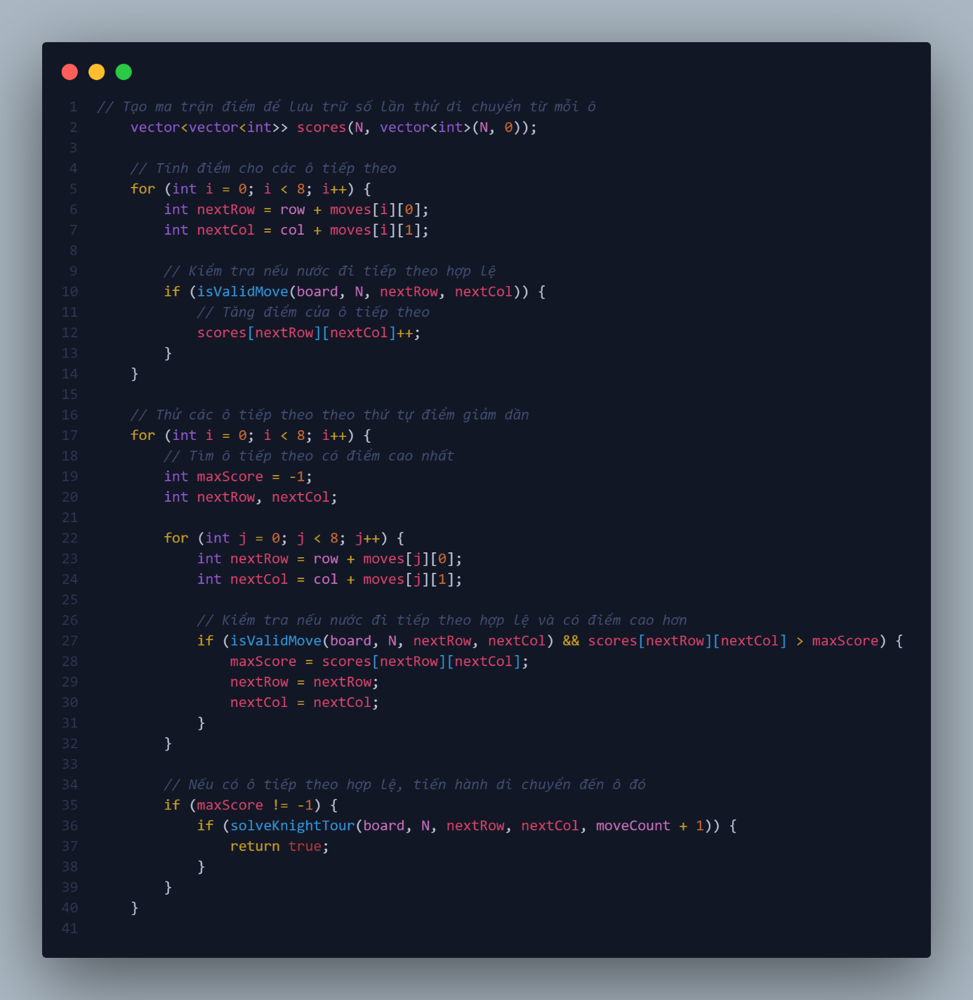 1 // Tạo ma trận điểm để lưu trữ số lần thử di chuyển từ mỗi ô
2 vector<vector<int>> scores(N, vector<int>(N, 0));
3
4 // Tính điểm cho các ô tiếp theo
5 for (int i = 0; i < 8; i++) {
6 int nextRow = row + moves[i][0];
7 int nextCol = col + moves[i][1];
8
9 // Kiểm tra nếu nước đi tiếp theo hợp lệ
10 if (isValidMove(board, N, nextRow, nextCol)) {
11 // Tăng điểm của ô tiếp theo
12 scores[nextRow][nextCol]++;
13 }
14 }
15
16 // Thử các ô tiếp theo theo thứ tự điểm giảm dần
17 for (int i = 0; i < 8; i++) {
18 // Tìm ô tiếp theo có điểm cao nhất
19 int maxScore = -1;
20 int nextRow, nextCol;
21
22 for (int j = 0; j < 8; j++) {
23 int nextRow = row + moves[j][0];
24 int nextCol = col + moves[j][1];
25
26 // Kiểm tra nếu nước đi tiếp theo hợp lệ và có điểm cao hơn
27 if (isValidMove(board, N, nextRow, nextCol) && scores[nextRow][nextCol] > maxScore) {
28 maxScore = scores[nextRow][nextCol];
29 nextRow = nextRow;
30 nextCol = nextCol;
31 }
32 }
33
34 // Nếu có ô tiếp theo hợp lệ, tiến hành di chuyển đến ô đó
35 if (maxScore != -1) {
36 if (solveKnightTour(board, N, nextRow, nextCol, moveCount + 1)) {
37 return true;
38 }
39 }
40 }
41